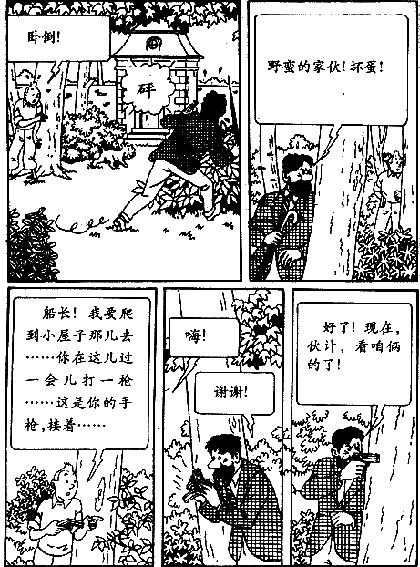 卧倒!
砰
野蛮的家伙! 坏蛋!
船长! 我要爬
到小屋子那儿去
……你在这儿过
一会儿打一枪
……这是你的手
枪,接着……
嗨!
谢谢!
好了! 现在,
伙计, 看咱俩
的了!